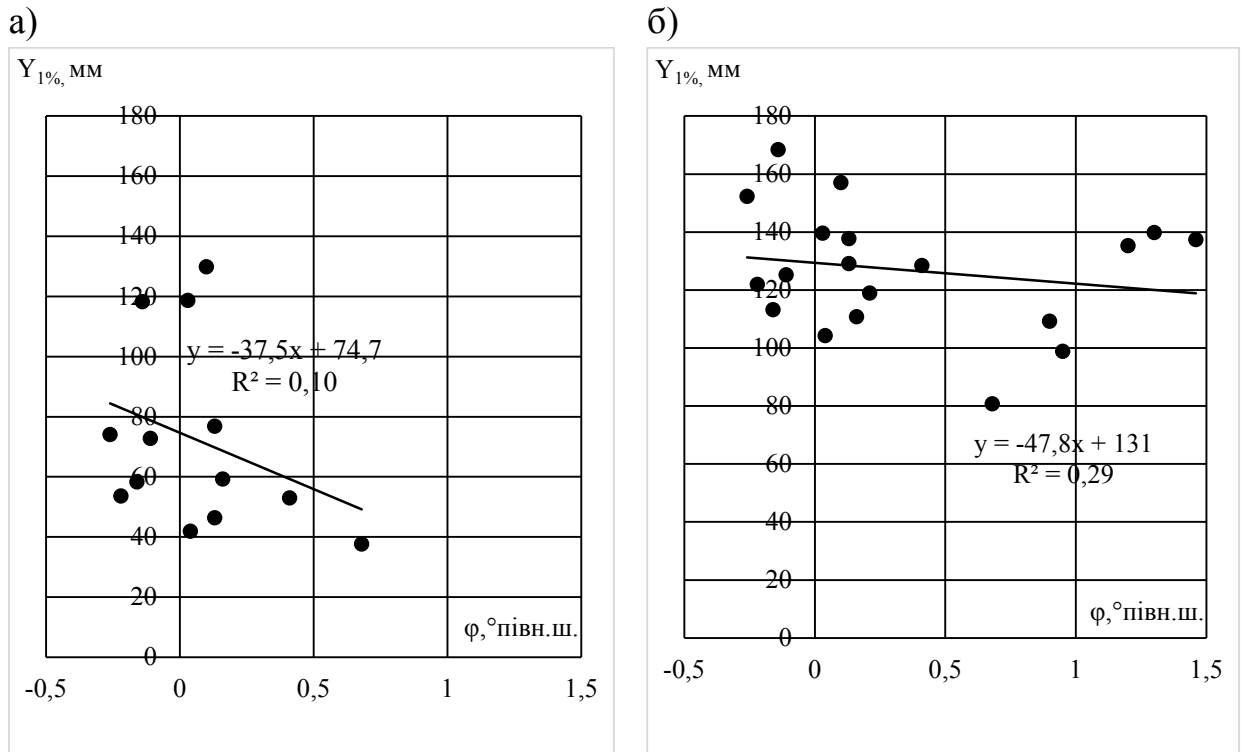 а)
Y1%, мм
180
160
140
120
100
80
60
40
20
0
y = -37,5x + 74,7
R² = 0,10
φ,°півн.ш.
-0,5 0 0,5 1 1,5
б)
Y1%, мм
180
160
140
120
100
80
60
40
20
0
y = -47,8x + 131
R² = 0,29
φ,°півн.ш.
-0,5 0 0,5 1 1,5